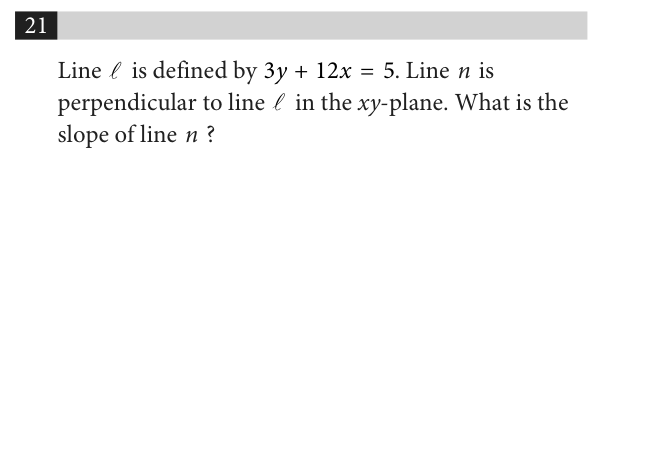 21
Line ℓ is defined by 3y + 12x = 5. Line n is
perpendicular to line ℓ in the xy-plane. What is the
slope of line n ?